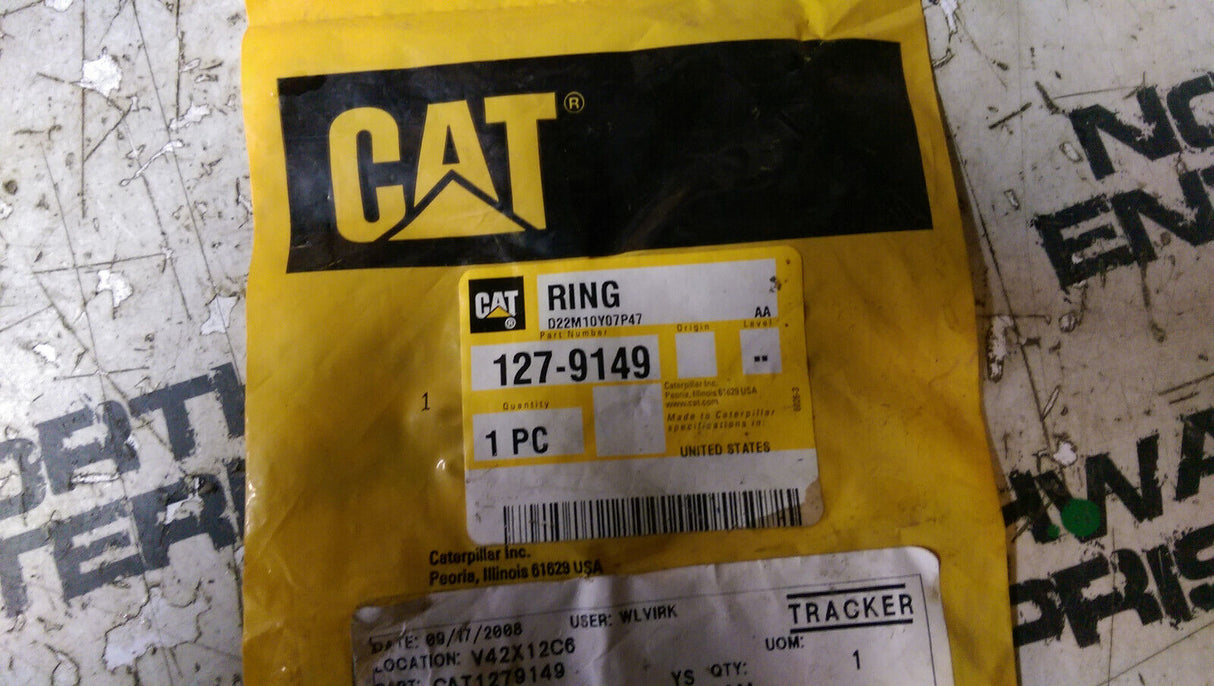 CAT®
CAT®
RING
D22M10Y07P47
AA
Part Number
Origin
Level
127-9149
--
Caterpillar Inc.
Peoria, Illinois 61629 USA
www.cat.com
Quantity
1
1 PC
Made to Caterpillar
specifications in:
UNITED STATES
Caterpillar Inc.
Peoria, Illinois 61629 USA
TRACKER
DATE: 09/17/2008
USER: WLVIRK
LOCATION: V42X12C6
UOM:
PART: CAT1279149
YS QTY:
1